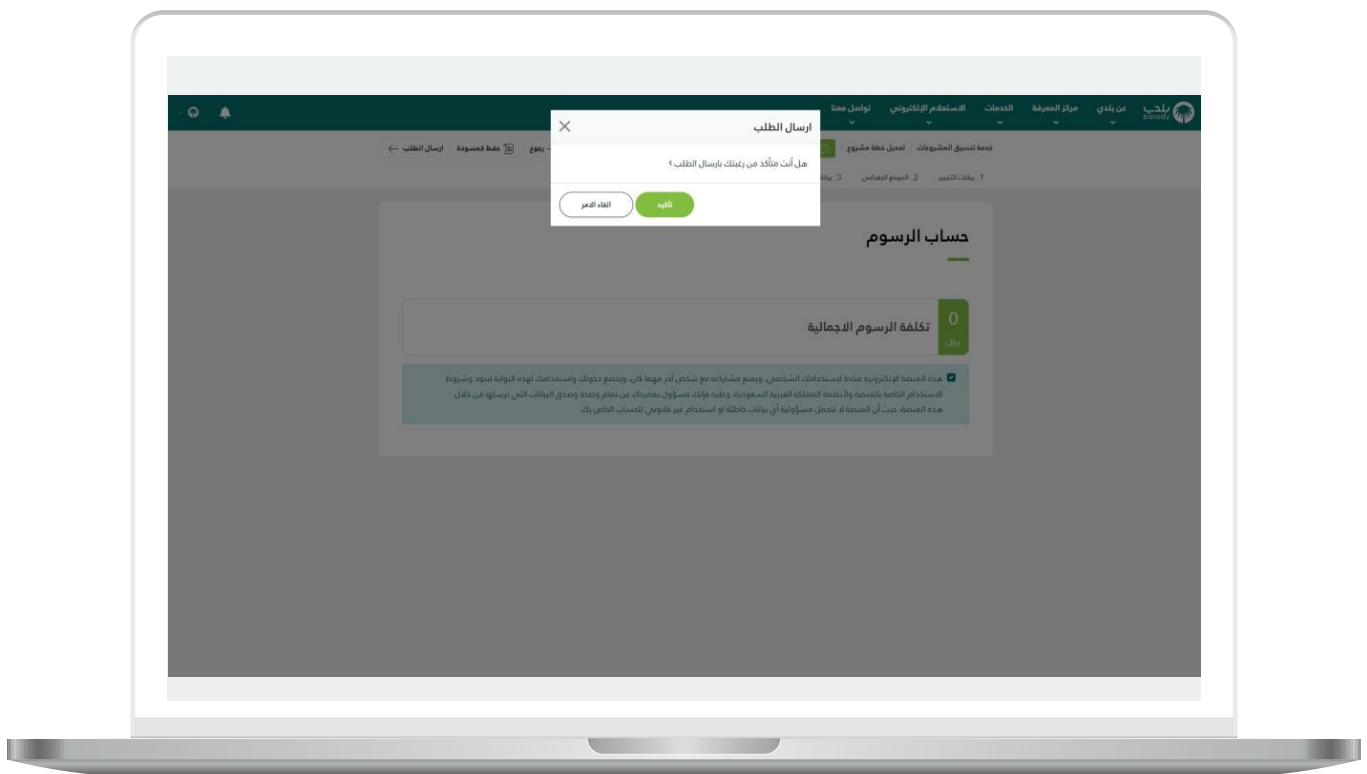 بلدي
balady
عن بلدي مركز المعرفة الخدمات الاستعلام الإلكتروني تواصل معنا
ارسال الطلب
هل أنت متأكد من رغبتك بارسال الطلب ؟
تأكيد الغاء الامر
خدمة تنسيق المشروعات / تعديل خطة مشروع /
رجوع حفظ كمسودة ارسال الطلب
1. بيانات التقرير 2. الموقع الجغرافي 3.
حساب الرسوم
0
ريال
تكلفة الرسوم الاجمالية
هذه المنصة الإلكترونية متاحة لاستخدامك الشخصي، ويمنع مشاركته مع شخص آخر مهما كان، ويخضع دخولك واستخدامك لهذه البوابة لبنود وشروط
الاستخدام الخاصة بالمنصة ولأنظمة المملكة العربية السعودية، وعليه فإنك مسؤول بمفردك عن تمام وصحة وصدق البيانات التي ترسلها من خلال
هذه المنصة، حيث أن المنصة لا تتحمل مسؤولية أي بيانات خاطئة او استخدام غير قانوني للحساب الخاص بك.